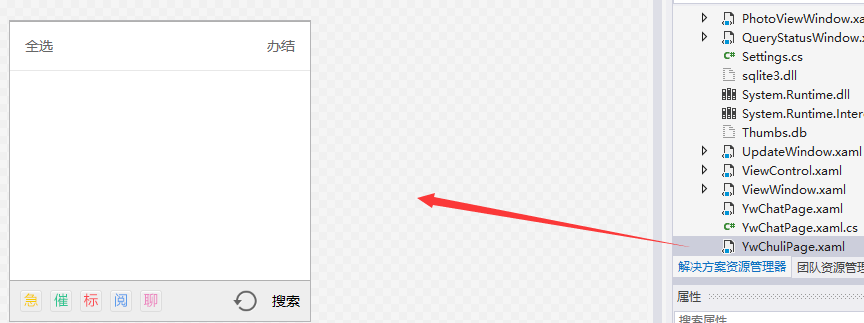 全选 办结
急 催 标 阅 聊 搜索
PhotoViewWindow.xa
QueryStatusWindow.x
C# Settings.cs
sqlite3.dll
System.Runtime.dll
System.Runtime.Inter
Thumbs.db
UpdateWindow.xaml
ViewControl.xaml
ViewWindow.xaml
YwChatPage.xaml
C# YwChatPage.xaml.cs
YwChuliPage.xaml
解决方案资源管理器 团队资源管理
属性
搜索属性